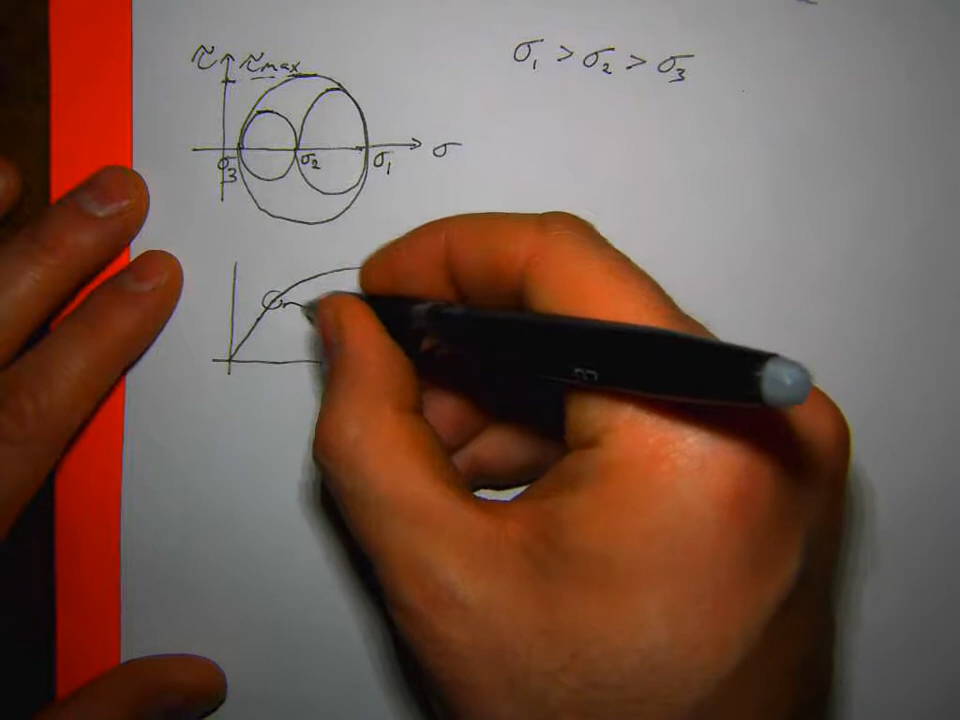 τ τmax
σ₁ > σ₂ > σ₃
σ₃ σ₂ σ₁ σ